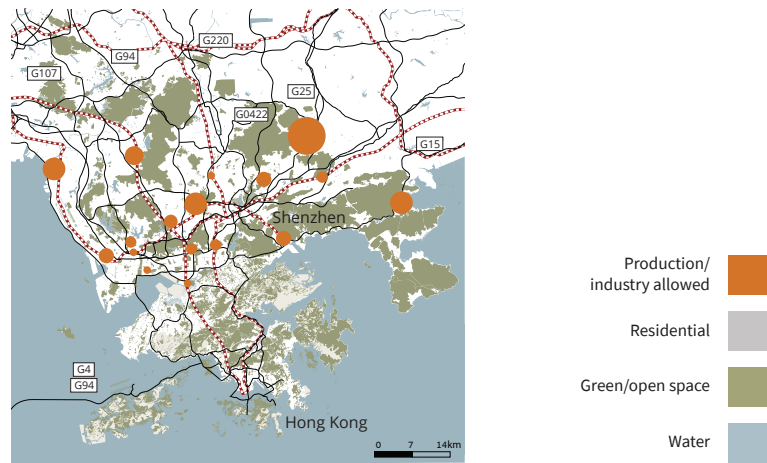 G220
G94
G107
G25
G0422
G15
Shenzhen
G4
G94
Hong Kong
0 7 14km
Production/
industry allowed
Residential
Green/open space
Water